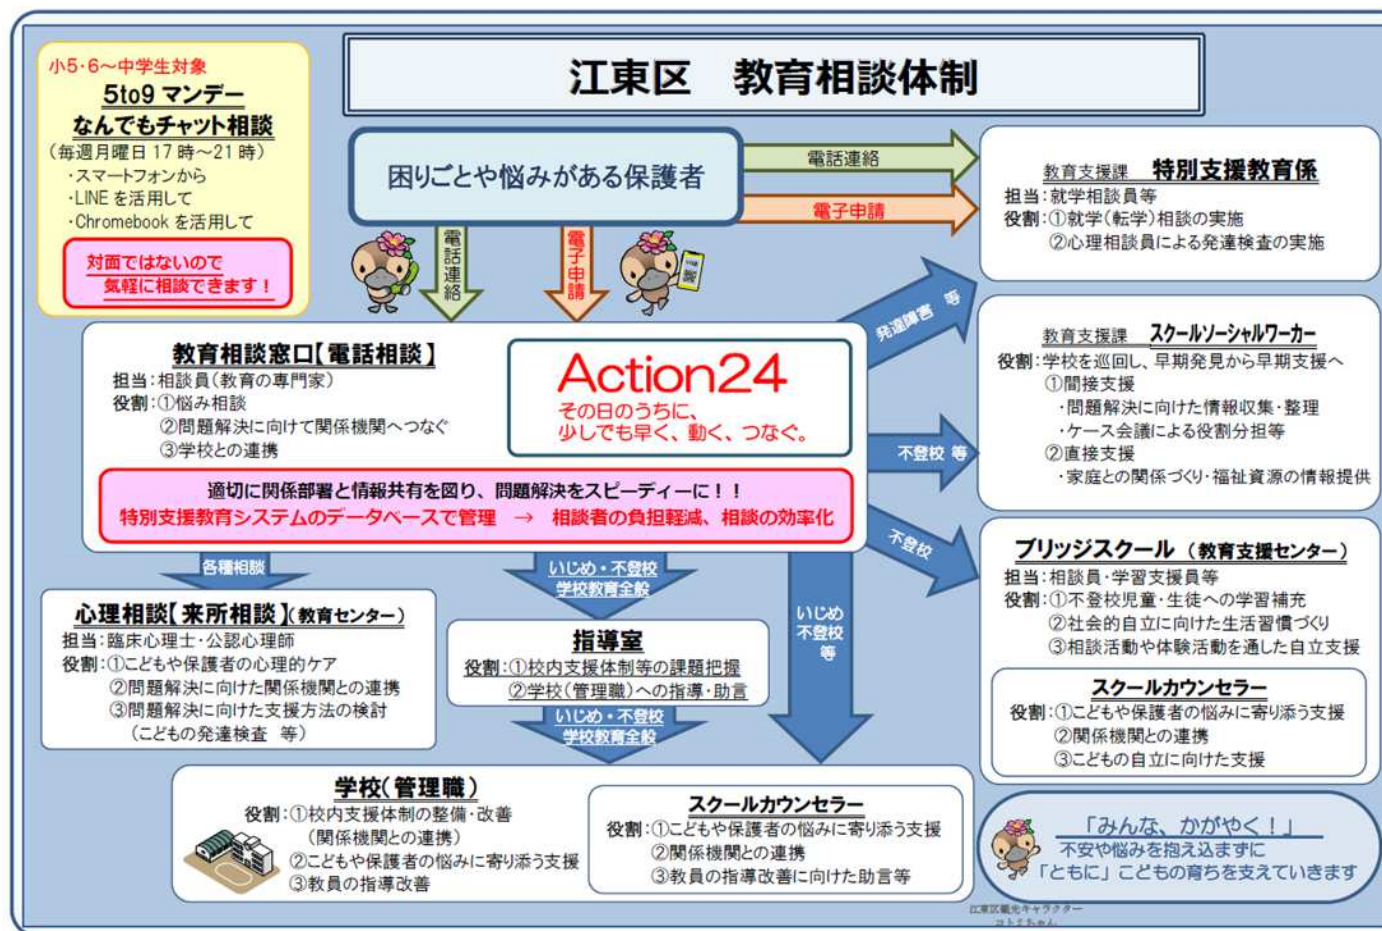 江東区 教育相談体制
小5・6~中学生対象
5to9 マンデー
なんでもチャット相談
(毎週月曜日 17 時~21 時)
・スマートフォンから
・LINE を活用して
・Chromebook を活用して
対面ではないので
気軽に相談できます!
困りごとや悩みがある保護者
電話連絡
電子申請
電話連絡
電子申請
教育支援課 特別支援教育係
担当:就学相談員等
役割:①就学(転学)相談の実施
②心理相談員による発達検査の実施
教育相談窓口【電話相談】
担当:相談員(教育の専門家)
役割:①悩み相談
②問題解決に向けて関係機関へつなぐ
③学校との連携
Action24
その日のうちに、
少しでも早く、動く、つなぐ。
適切に関係部署と情報共有を図り、問題解決をスピーディーに!!
特別支援教育システムのデータベースで管理 → 相談者の負担軽減、相談の効率化
発達障害 等
不登校 等
不登校
教育支援課 スクールソーシャルワーカー
役割:学校を巡回し、早期発見から早期支援へ
①間接支援
・問題解決に向けた情報収集・整理
・ケース会議による役割分担等
②直接支援
・家庭との関係づくり・福祉資源の情報提供
ブリッジスクール (教育支援センター)
担当:相談員・学習支援員等
役割:①不登校児童・生徒への学習補充
②社会的自立に向けた生活習慣づくり
③相談活動や体験活動を通した自立支援
スクールカウンセラー
役割:①こどもや保護者の悩みに寄り添う支援
②関係機関との連携
③こどもの自立に向けた支援
各種相談
心理相談【来所相談】(教育センター)
担当:臨床心理士・公認心理師
役割:①こどもや保護者の心理的ケア
②問題解決に向けた関係機関との連携
③問題解決に向けた支援方法の検討
(こどもの発達検査 等)
いじめ・不登校
学校教育全般
指導室
役割:①校内支援体制等の課題把握
②学校(管理職)への指導・助言
いじめ・不登校
学校教育全般
いじめ
不登校
等
学校(管理職)
役割:①校内支援体制の整備・改善
(関係機関との連携)
②こどもや保護者の悩みに寄り添う支援
③教員の指導改善
スクールカウンセラー
役割:①こどもや保護者の悩みに寄り添う支援
②関係機関との連携
③教員の指導改善に向けた助言等
「みんな、かがやく!」
不安や悩みを抱え込まずに
「ともに」こどもの育ちを支えていきます
江東区観光キャラクター
コトミちゃん